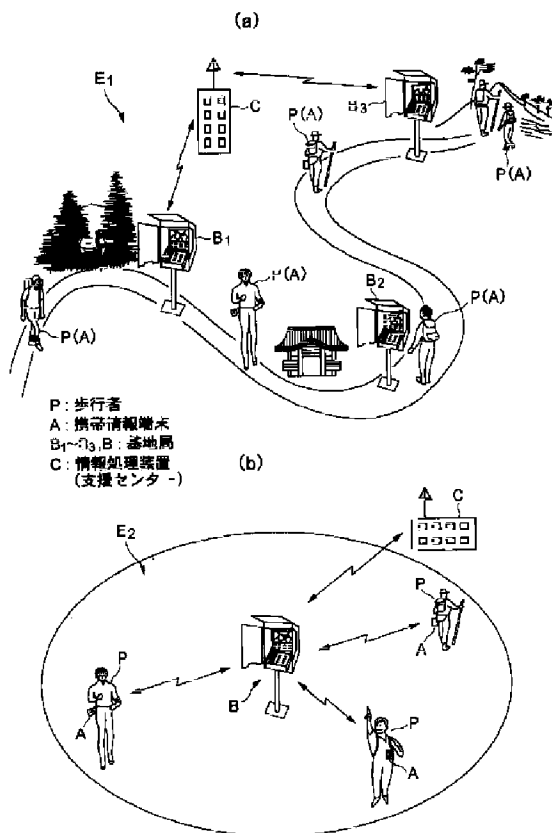 (a)
E₁
C
B₃
P(A)
P(A)
B₁
P(A)
B₂
P(A)
P(A)
P : 歩行者
A : 携帯情報端末
B₁~B₃,B : 基地局
C : 情報処理装置
(支援センター)
(b)
E₂
C
P
A
P
B
A
P
A